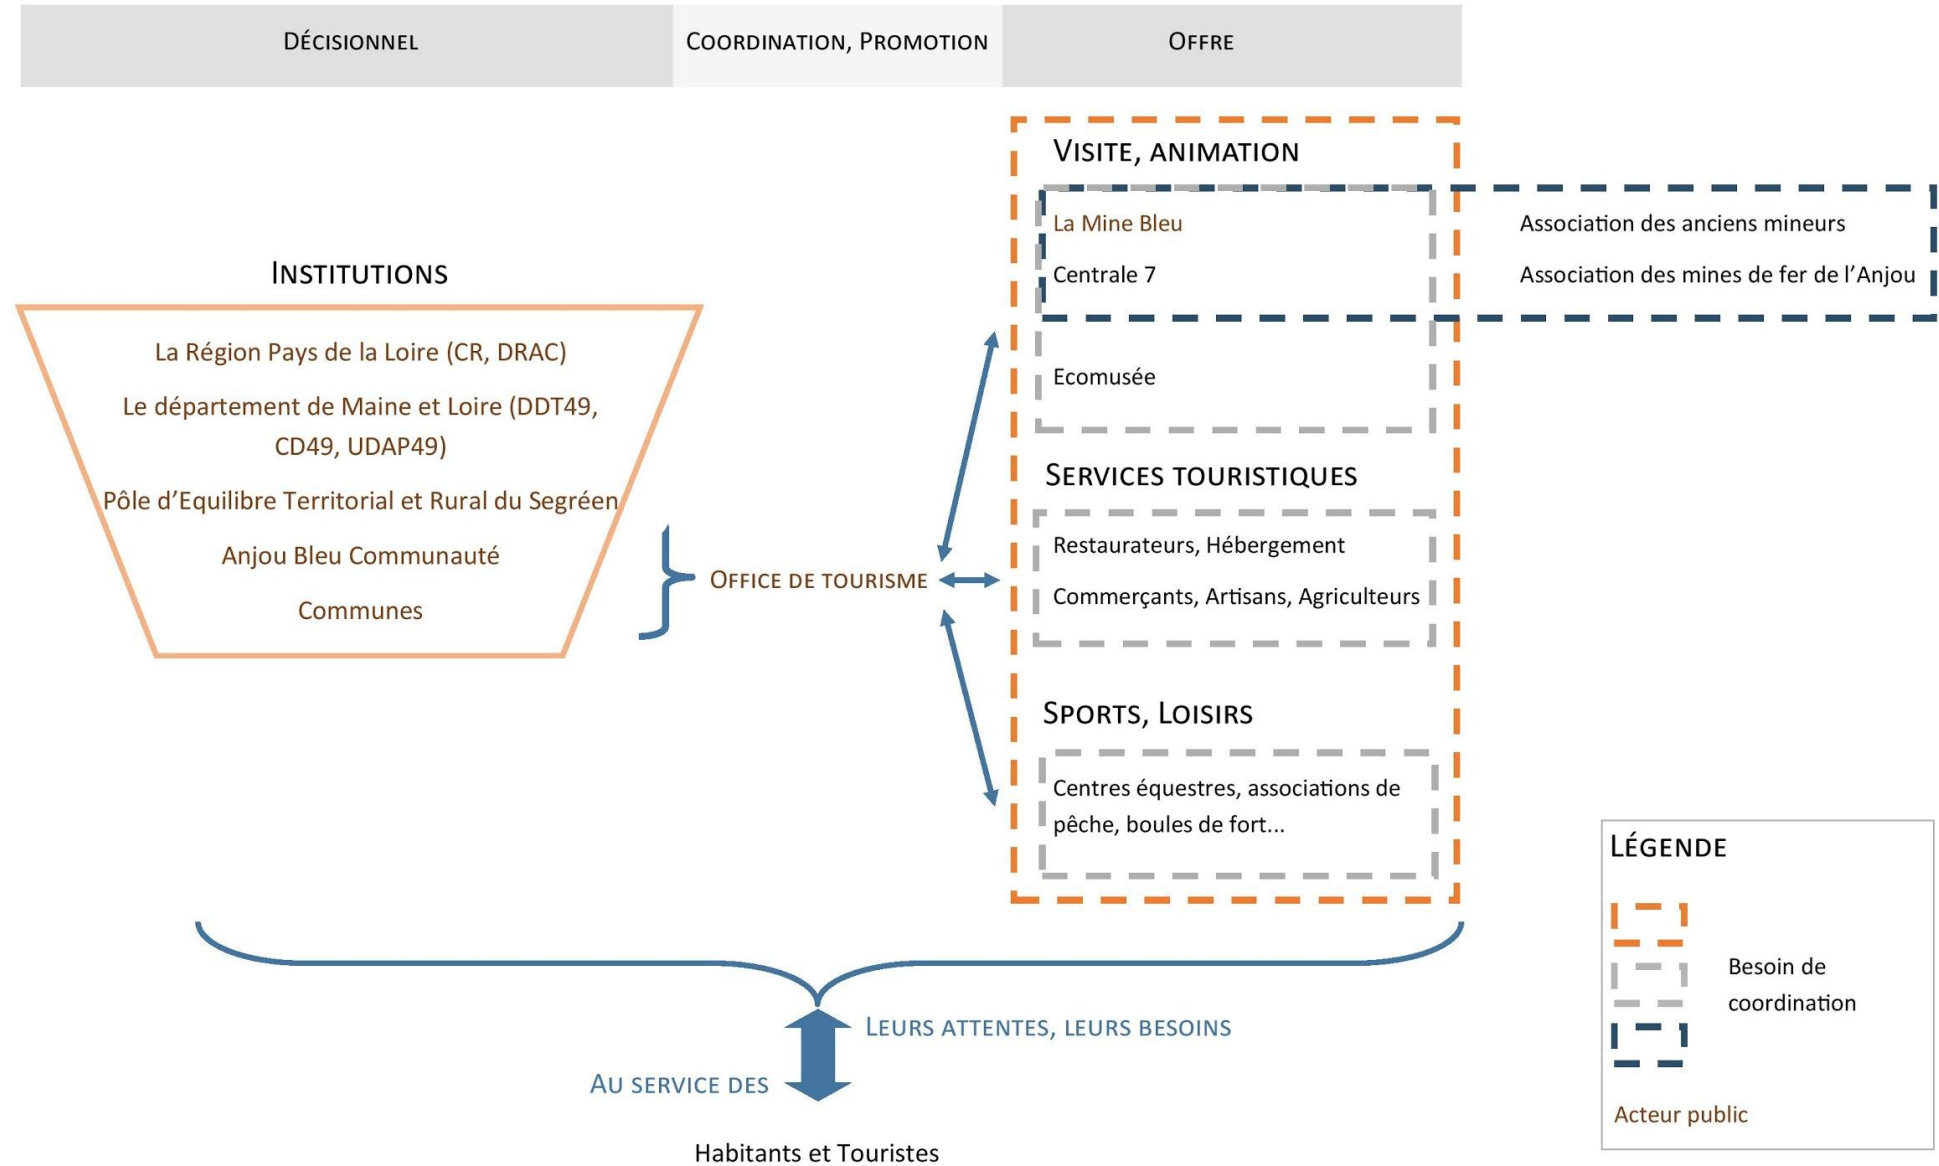 DÉCISIONNEL
COORDINATION, PROMOTION
OFFRE
INSTITUTIONS
La Région Pays de la Loire (CR, DRAC)
Le département de Maine et Loire (DDT49,
CD49, UDAP49)
Pôle d’Equilibre Territorial et Rural du Segréen
Anjou Bleu Communauté
Communes
OFFICE DE TOURISME
VISITE, ANIMATION
La Mine Bleu
Centrale 7
Ecomusée
Association des anciens mineurs
Association des mines de fer de l’Anjou
SERVICES TOURISTIQUES
Restaurateurs, Hébergement
Commerçants, Artisans, Agriculteurs
SPORTS, LOISIRS
Centres équestres, associations de
pêche, boules de fort...
LEURS ATTENTES, LEURS BESOINS
AU SERVICE DES
Habitants et Touristes
LÉGENDE
Besoin de
coordination
Acteur public